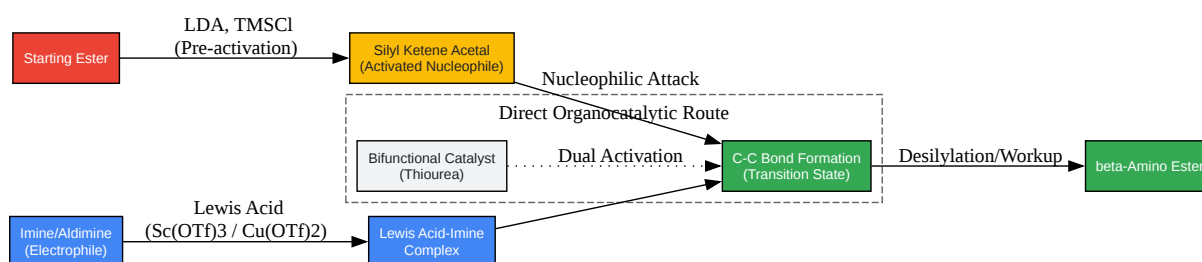 LDA, TMSCl
(Pre-activation)
Starting Ester
Silyl Ketene Acetal
(Activated Nucleophile)
Nucleophilic Attack
Direct Organocatalytic Route
Bifunctional Catalyst
(Thiourea)
Dual Activation
C-C Bond Formation
(Transition State)
Desilylation/Workup
beta-Amino Ester
Imine/Aldimine
(Electrophile)
Lewis Acid
(Sc(OTf)3 / Cu(OTf)2)
Lewis Acid-Imine
Complex